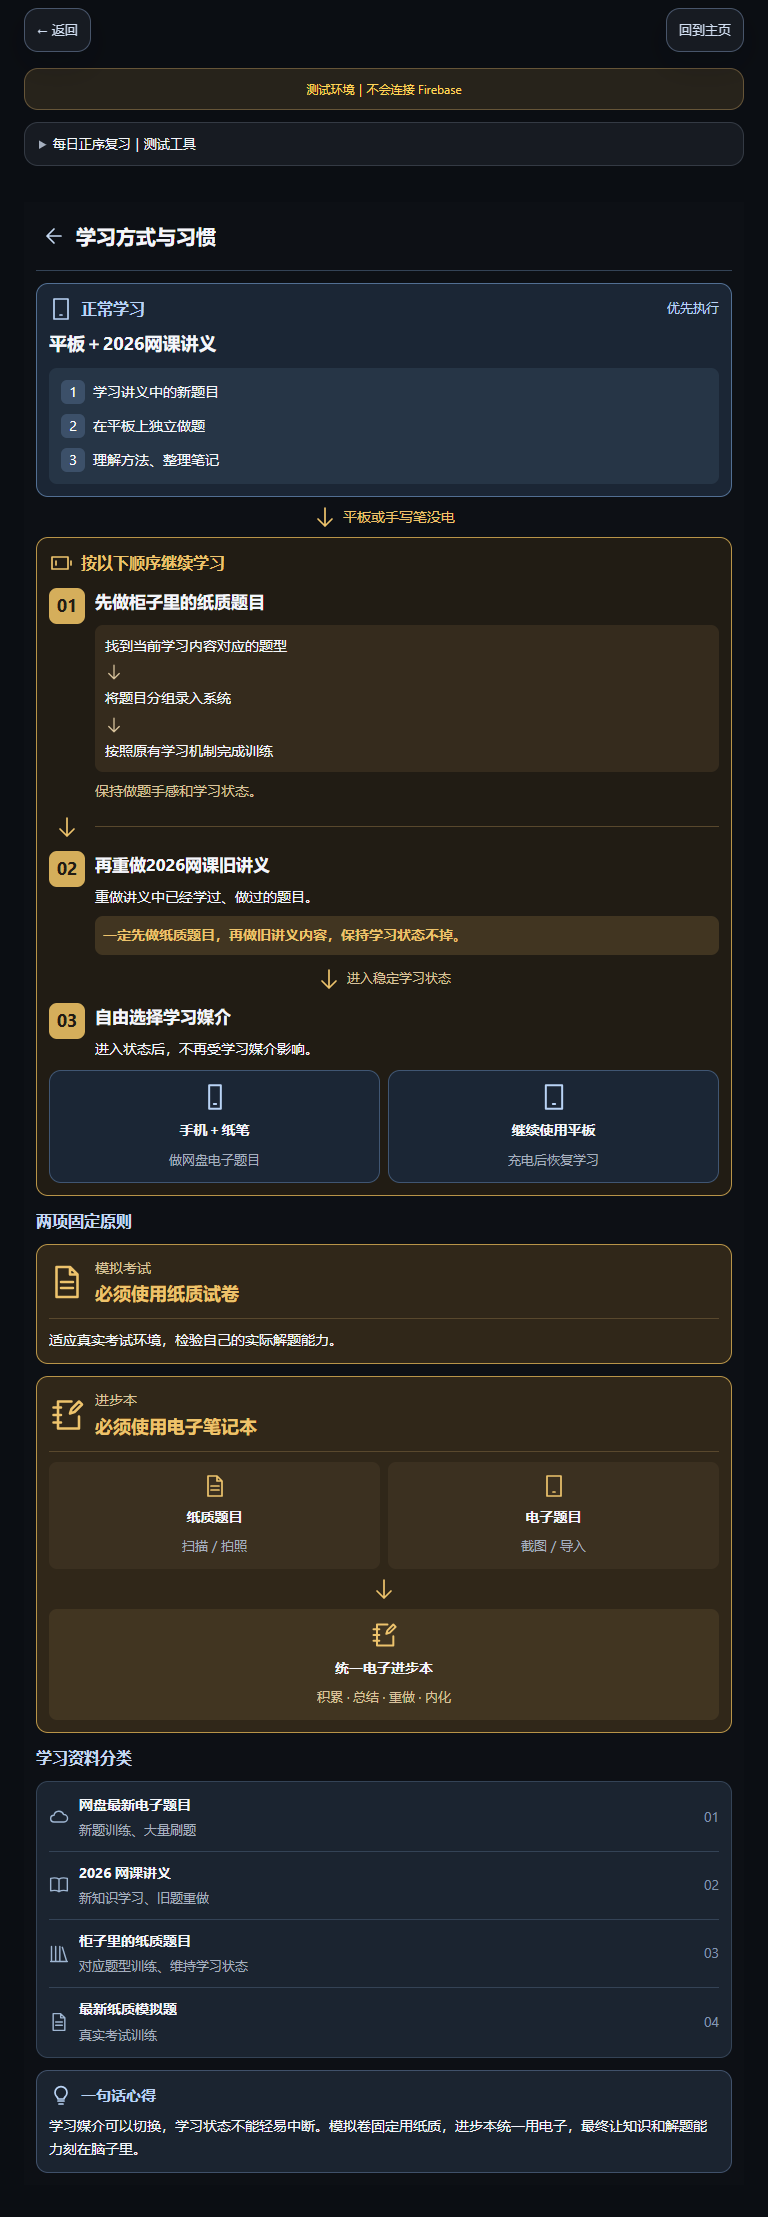 ← 返回
回到主页
测试环境 | 不会连接 Firebase
▶ 每日正序复习 | 测试工具
← 学习方式与习惯
正常学习
优先执行
平板 + 2026网课讲义
1 学习讲义中的新题目
2 在平板上独立做题
3 理解方法、整理笔记
↓ 平板或手写笔没电
按以下顺序继续学习
01 先做柜子里的纸质题目
找到当前学习内容对应的题型
↓
将题目分组录入系统
↓
按照原有学习机制完成训练
保持做题手感和学习状态。
↓
02 再重做2026网课旧讲义
重做讲义中已经学过、做过的题目。
一定先做纸质题目，再做旧讲义内容，保持学习状态不掉。
↓ 进入稳定学习状态
03 自由选择学习媒介
进入状态后，不再受学习媒介影响。
手机 + 纸笔
做网盘电子题目
继续使用平板
充电后恢复学习
两项固定原则
模拟考试
必须使用纸质试卷
适应真实考试环境，检验自己的实际解题能力。
进步本
必须使用电子笔记本
纸质题目
扫描 / 拍照
电子题目
截图 / 导入
↓
统一电子进步本
积累 · 总结 · 重做 · 内化
学习资料分类
网盘最新电子题目
新题训练、大量刷题
01
2026 网课讲义
新知识学习、旧题重做
02
柜子里的纸质题目
对应题型训练、维持学习状态
03
最新纸质模拟题
真实考试训练
04
一句话心得
学习媒介可以切换，学习状态不能轻易中断。模拟卷固定用纸质，进步本统一用电子，最终让知识和解题能
力刻在脑子里。